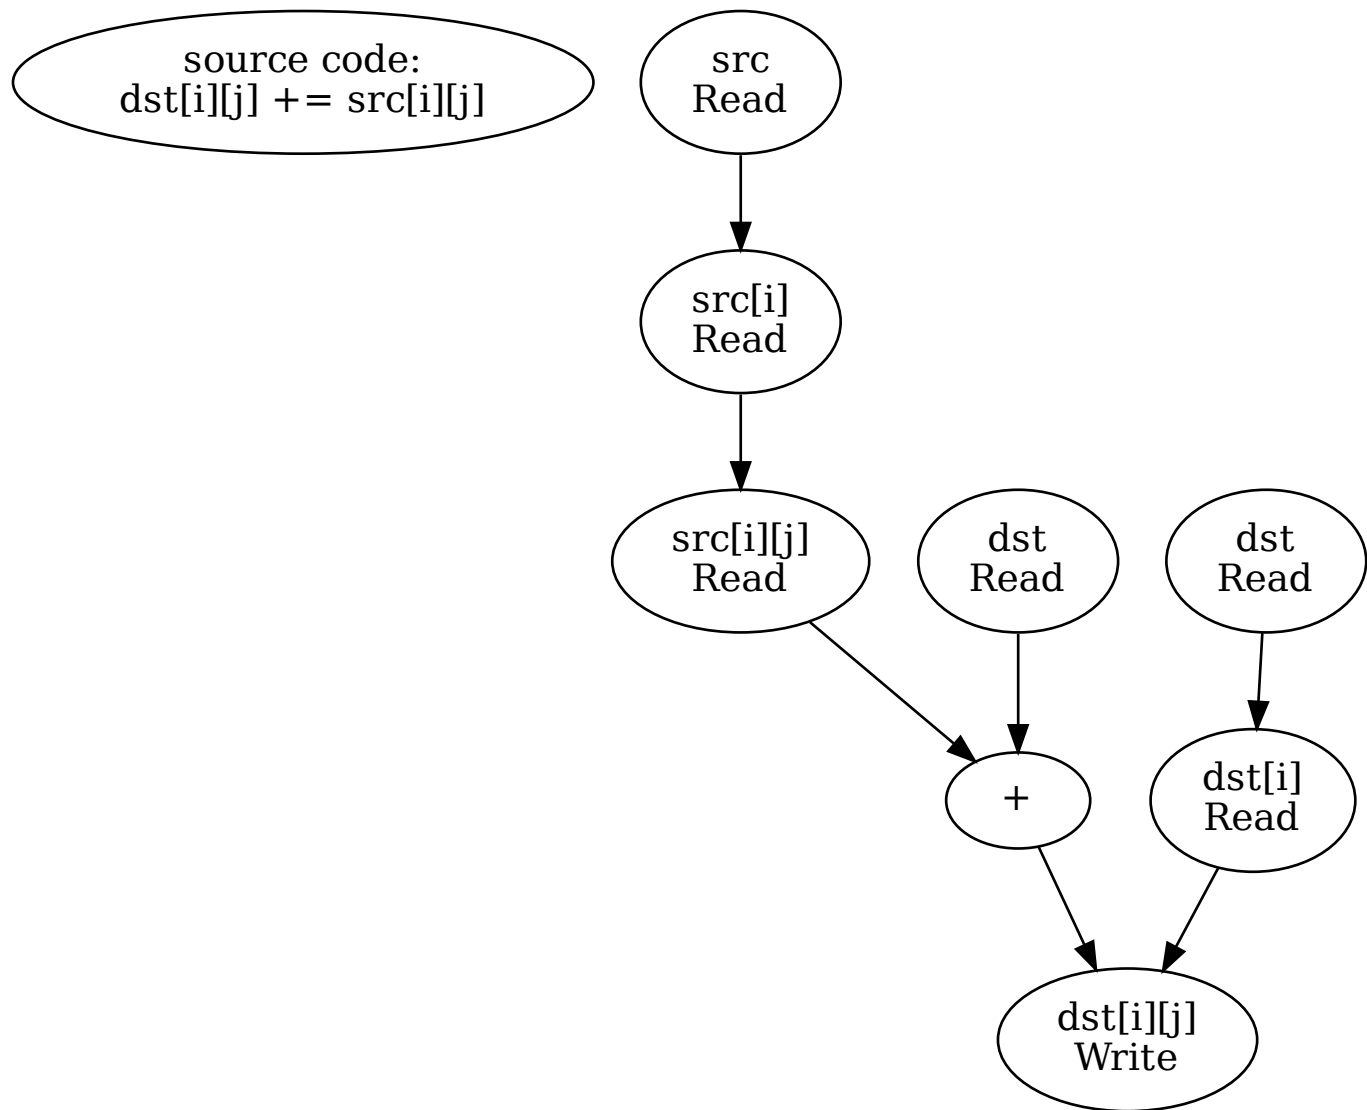 source code:
dst[i][j] += src[i][j]
src
Read
src[i]
Read
src[i][j]
Read
dst
Read
dst
Read
+
dst[i]
Read
dst[i][j]
Write